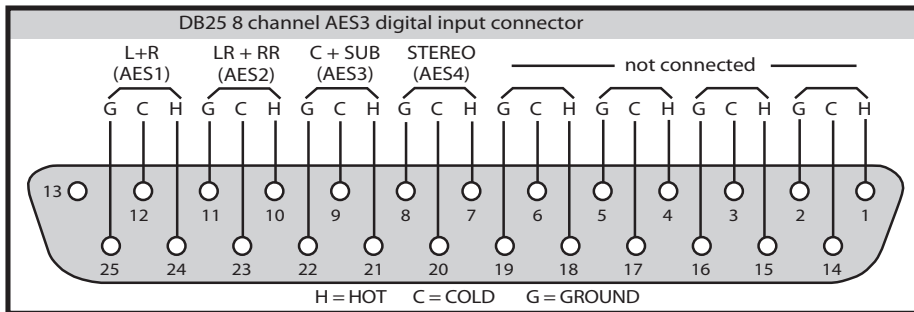 DB25 8 channel AES3 digital input connector
L+R LR + RR C + SUB STEREO
(AES1) (AES2) (AES3) (AES4) not connected
G C H G C H G C H G C H G C H G C H G C H G C H
13 12 11 10 9 8 7 6 5 4 3 2 1
25 24 23 22 21 20 19 18 17 16 15 14
H = HOT C = COLD G = GROUND